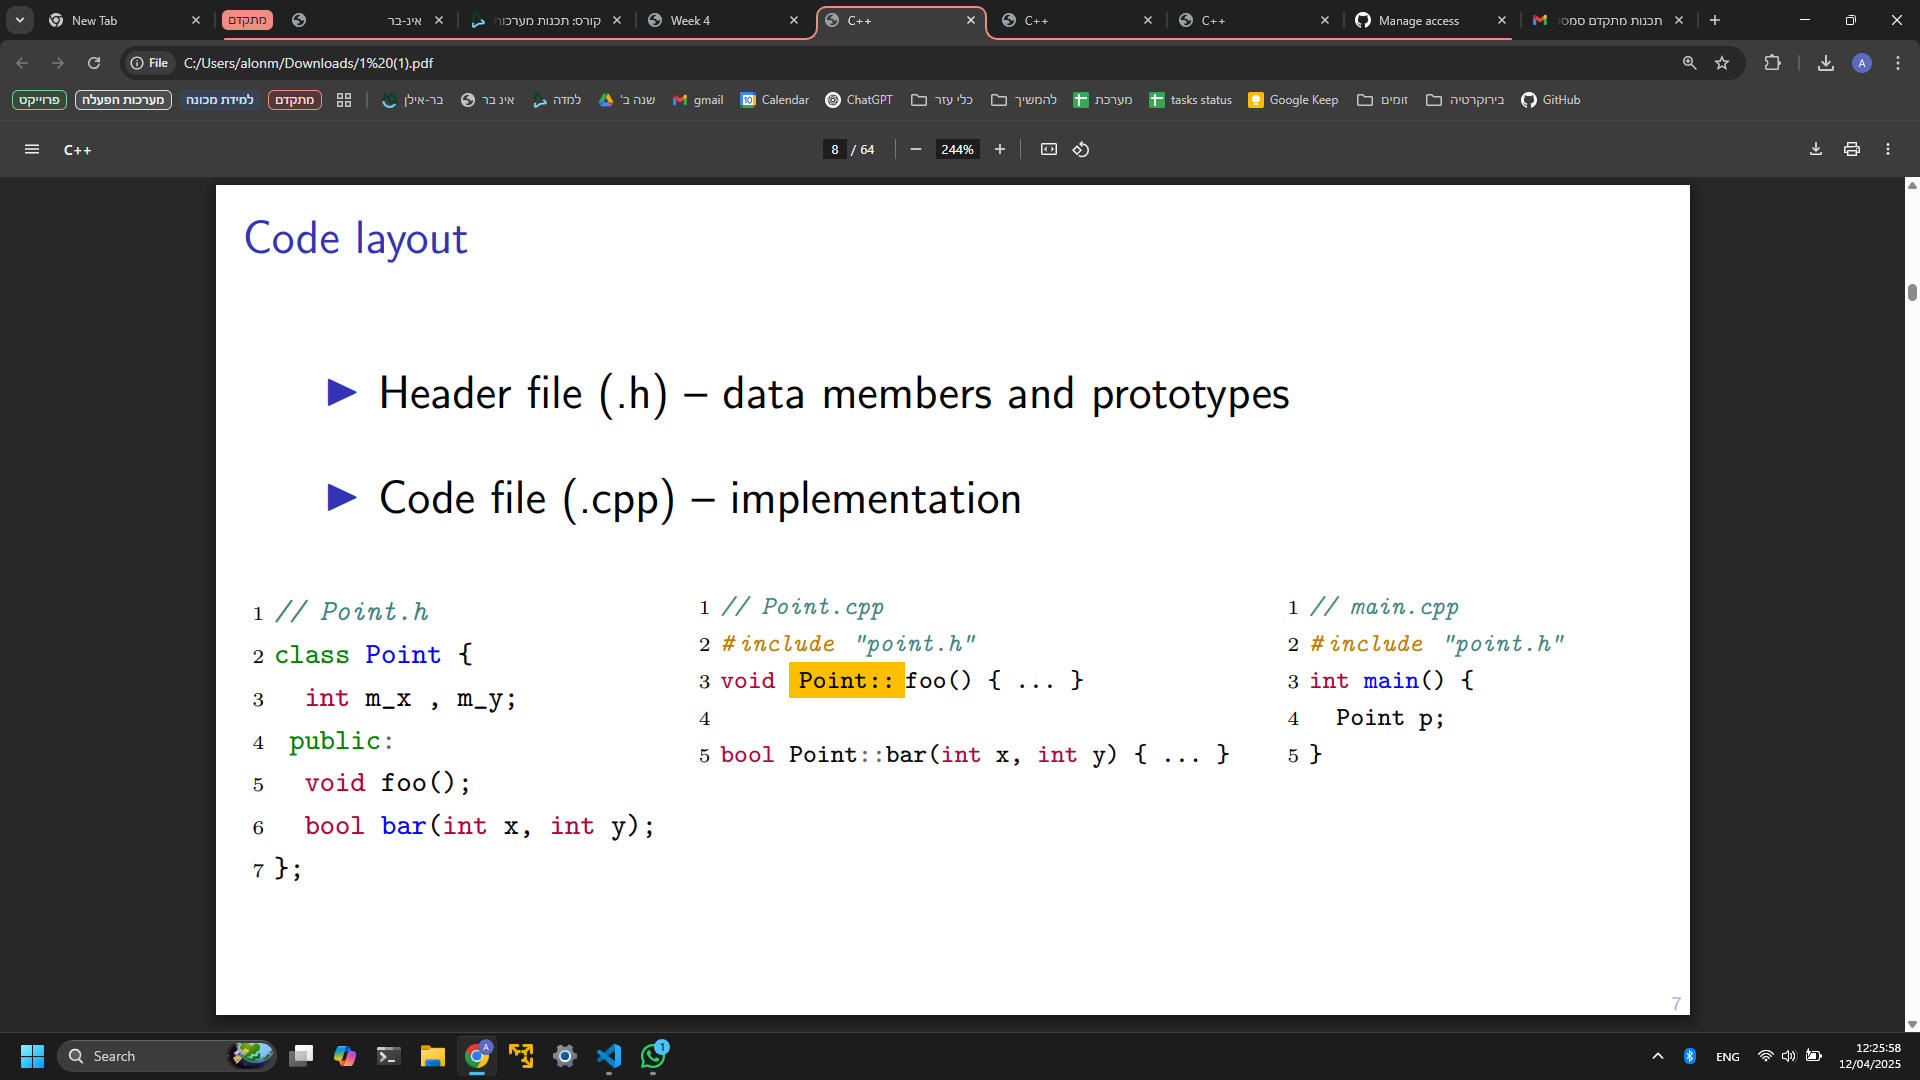 New Tab
מתקדם
אינ-בר
קורס: תכנות מערכות
Week 4
C++
C++
C++
Manage access
תכנות מתקדם סמס
File
C:/Users/alonm/Downloads/1%20(1).pdf
A
פרוייקט
מערכות הפעלה
למידת מכונה
מתקדם
בר-אילן
אינ בר
למדה
שנה ב'
gmail
Calendar
ChatGPT
כלי עזר
להמשיך
מערכת
tasks status
Google Keep
זומים
בירוקרטיה
GitHub
C++
8 / 64
244%
Code layout
Header file (.h) – data members and prototypes
Code file (.cpp) – implementation
1 // Point.h
2 class Point {
3 int m_x , m_y;
4 public:
5 void foo();
6 bool bar(int x, int y);
7 };
1 // Point.cpp
2 #include "point.h"
3 void Point:: foo() { ... }
4
5 bool Point::bar(int x, int y) { ... }
1 // main.cpp
2 #include "point.h"
3 int main() {
4 Point p;
5 }
7
Search
A
1
ENG
12:25:58
12/04/2025